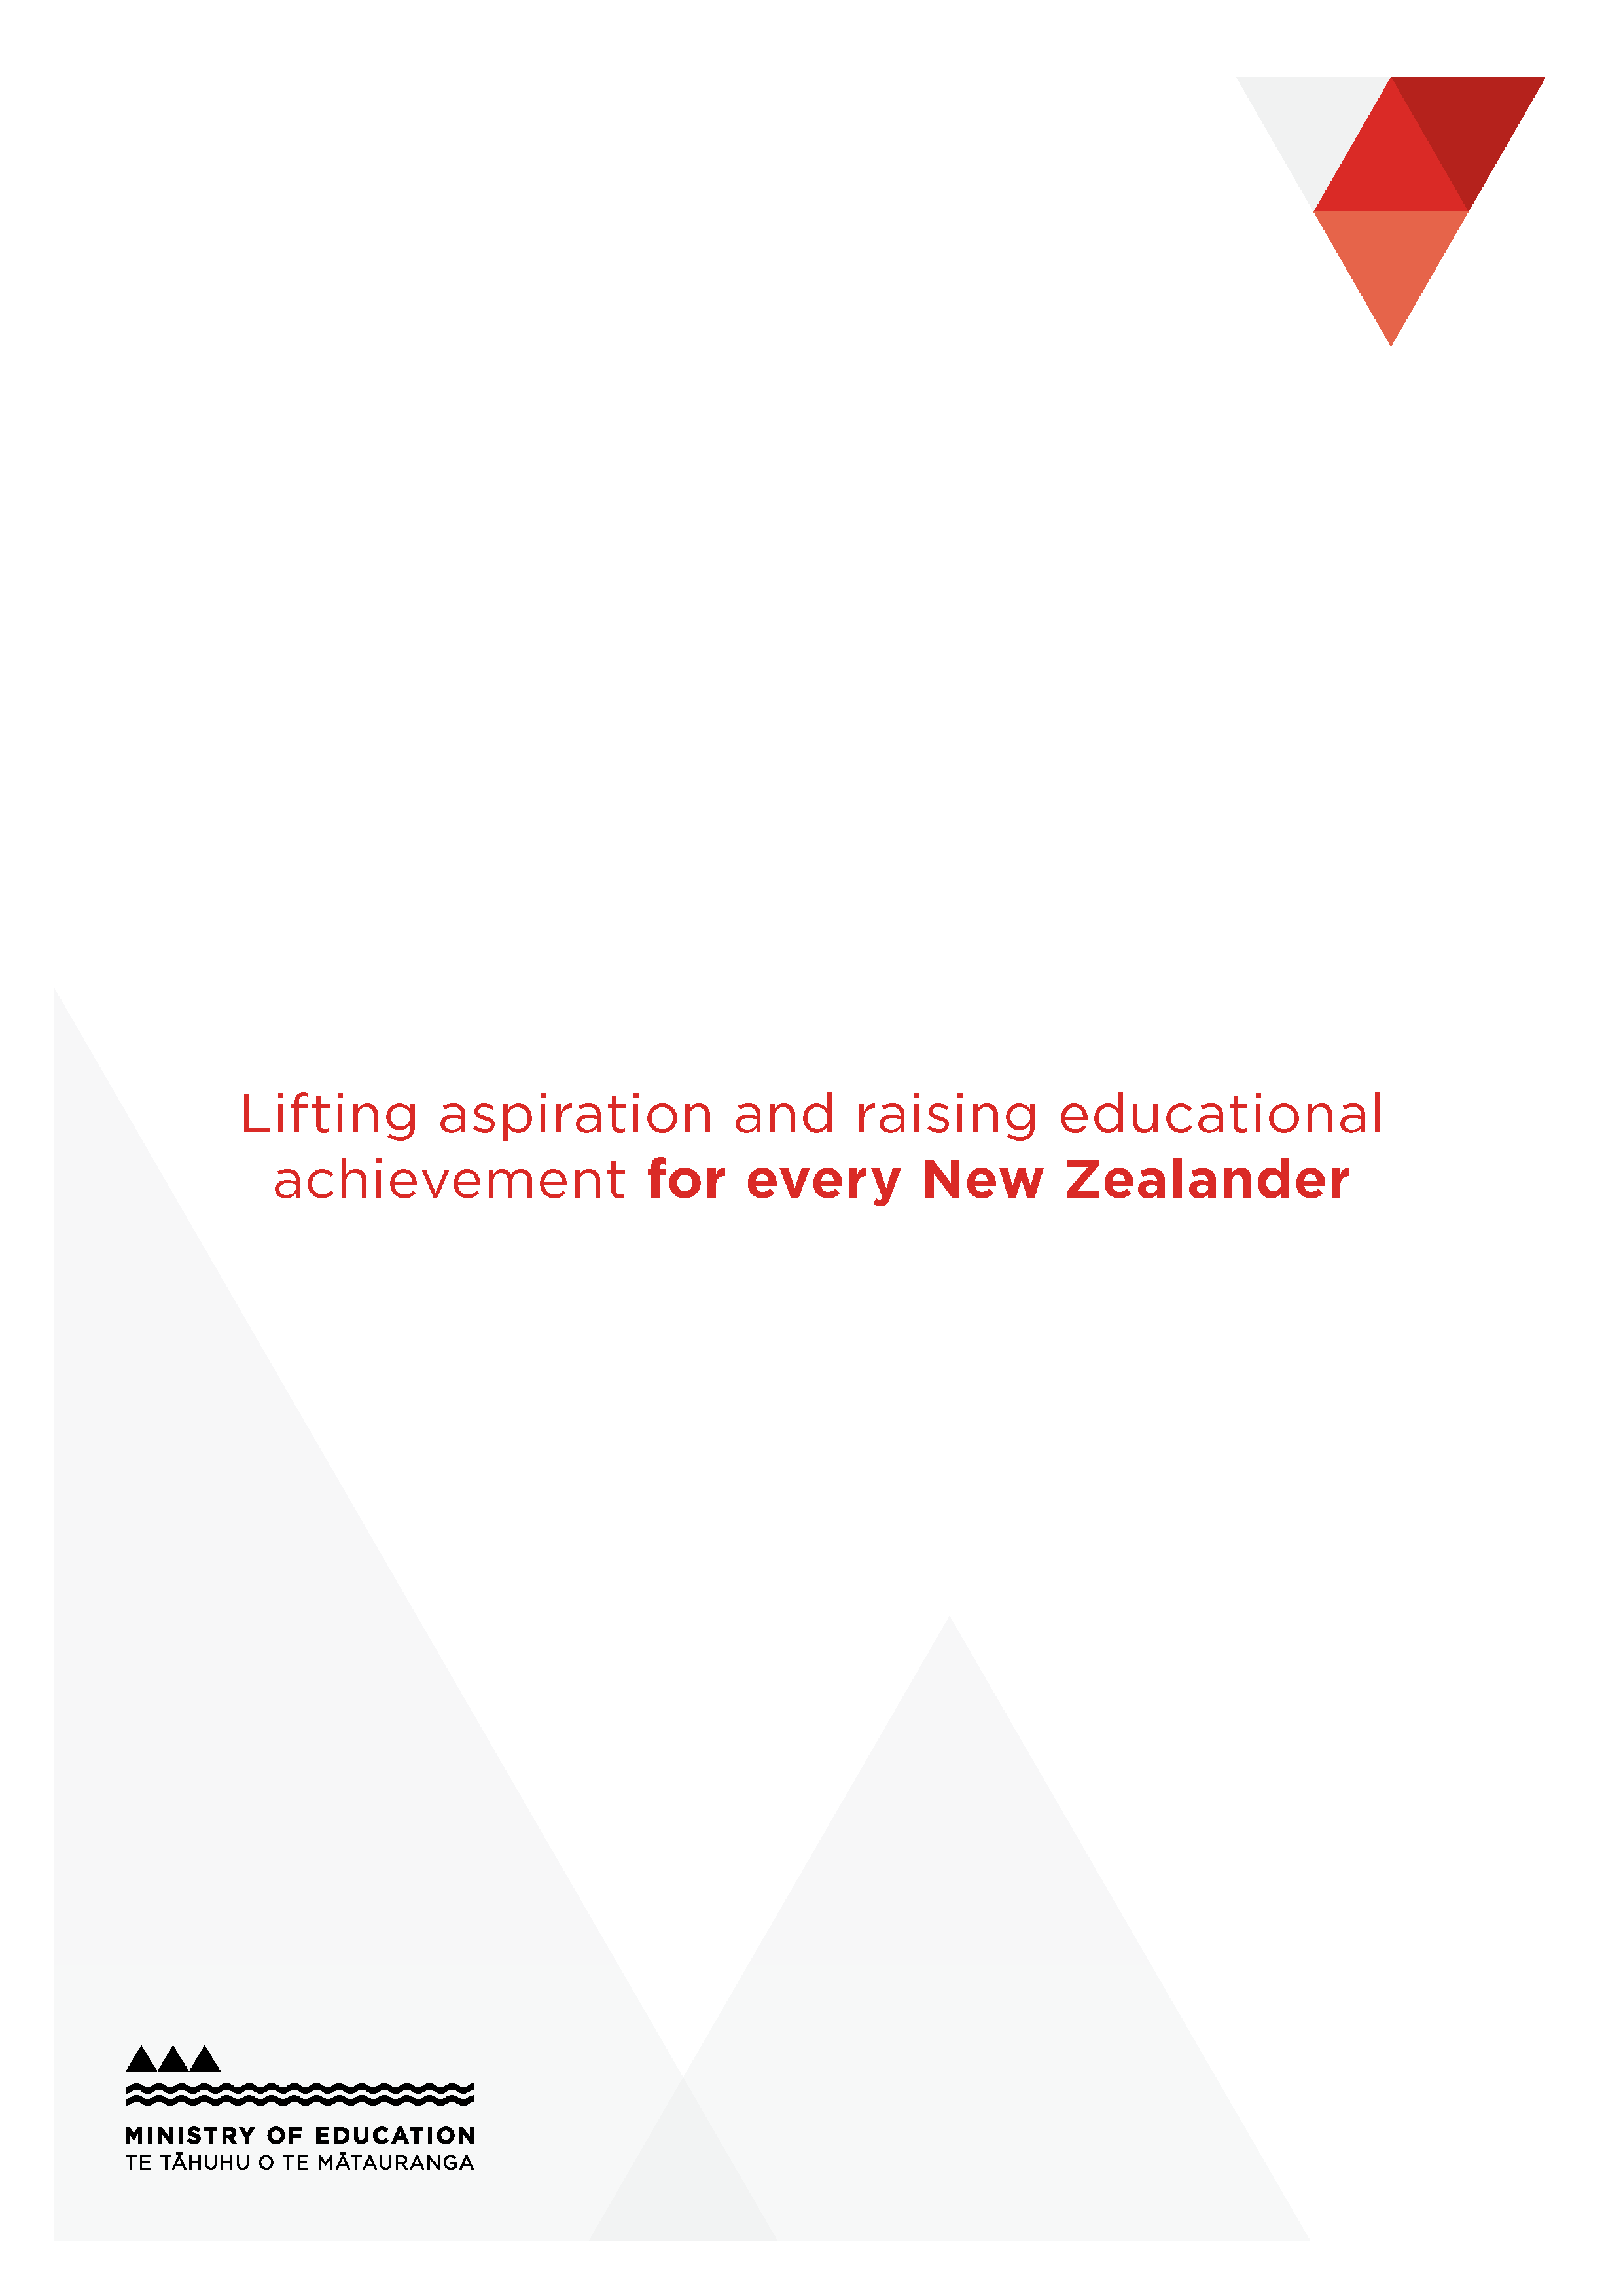 Lifting aspiration and raising educational
achievement for every New Zealander
MINISTRY OF EDUCATION
TE TĀHUHU O TE MĀTAURANGA